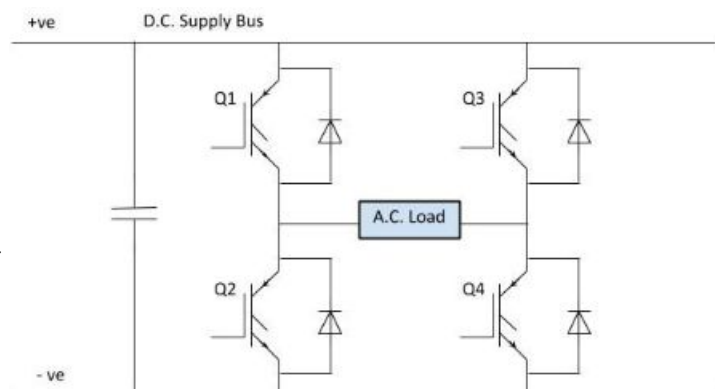 +ve D.C. Supply Bus
Q1 Q3
A.C. Load
Q2 Q4
- ve